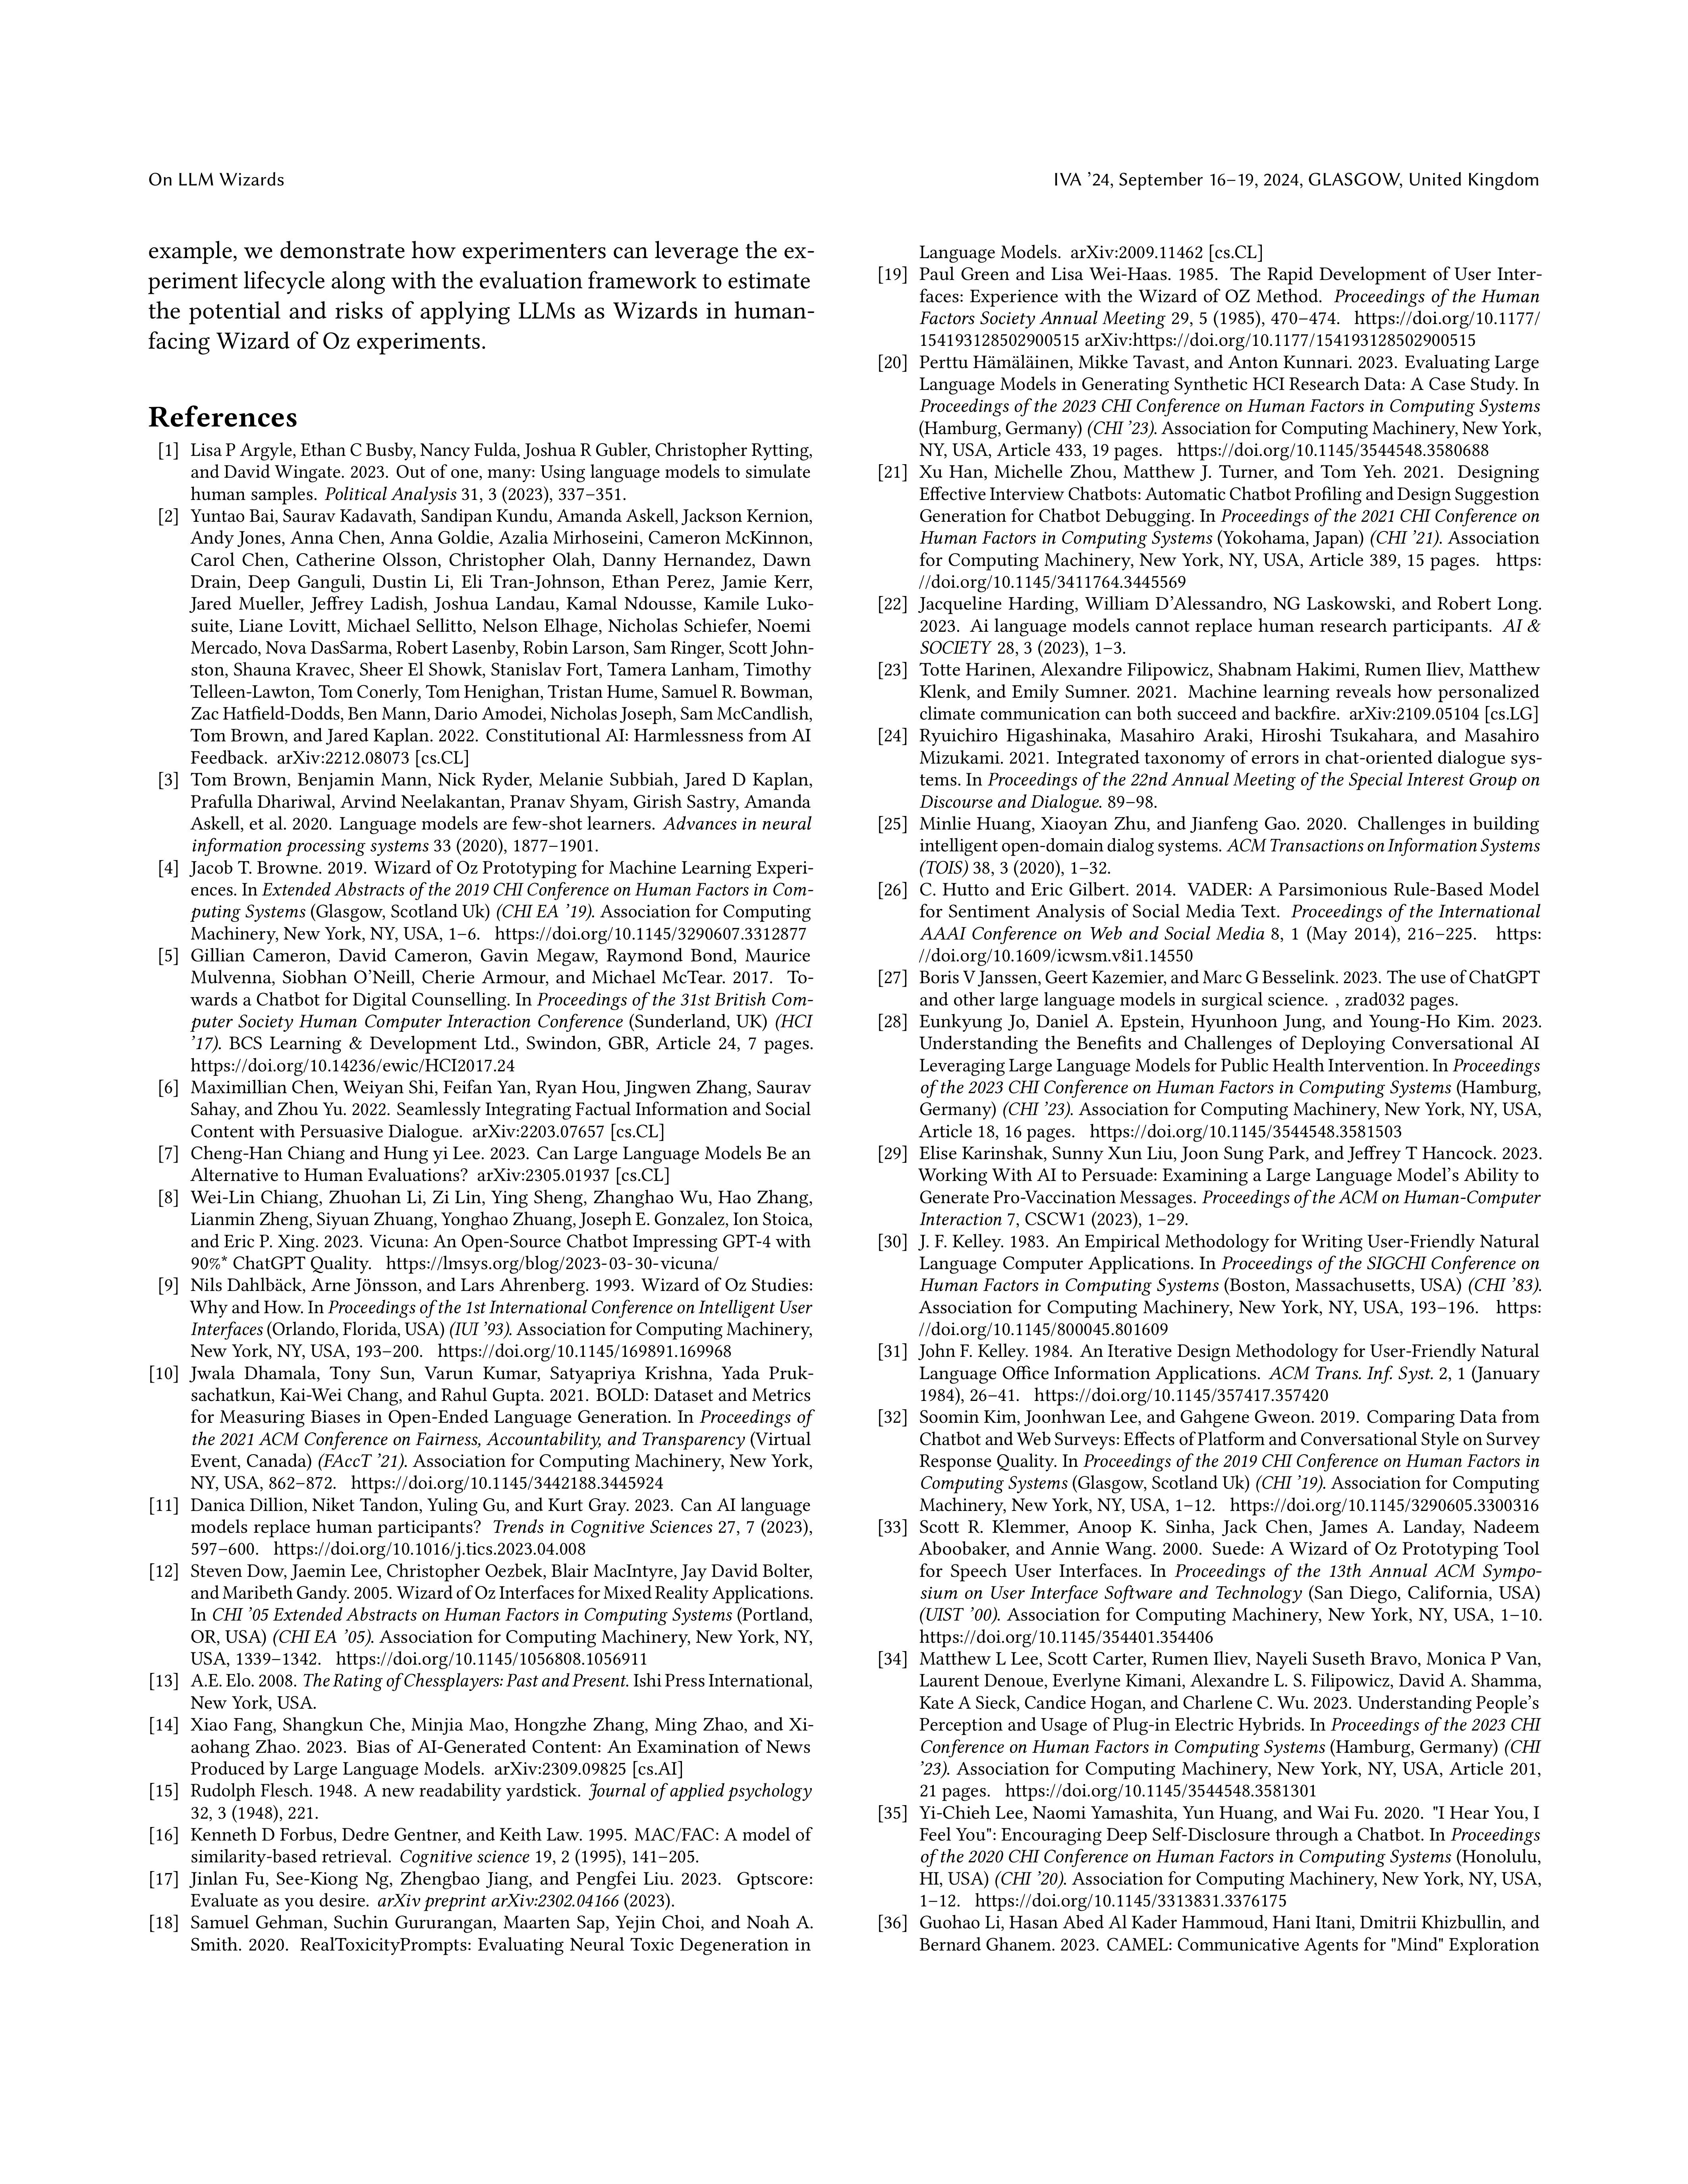 On LLM Wizards
IVA ’24, September 16–19, 2024, GLASGOW, United Kingdom
example, we demonstrate how experimenters can leverage the ex-
periment lifecycle along with the evaluation framework to estimate
the potential and risks of applying LLMs as Wizards in human-
facing Wizard of Oz experiments.
References
[1] Lisa P Argyle, Ethan C Busby, Nancy Fulda, Joshua R Gubler, Christopher Rytting,
and David Wingate. 2023. Out of one, many: Using language models to simulate
human samples. Political Analysis 31, 3 (2023), 337–351.
[2] Yuntao Bai, Saurav Kadavath, Sandipan Kundu, Amanda Askell, Jackson Kernion,
Andy Jones, Anna Chen, Anna Goldie, Azalia Mirhoseini, Cameron McKinnon,
Carol Chen, Catherine Olsson, Christopher Olah, Danny Hernandez, Dawn
Drain, Deep Ganguli, Dustin Li, Eli Tran-Johnson, Ethan Perez, Jamie Kerr,
Jared Mueller, Jeffrey Ladish, Joshua Landau, Kamal Ndousse, Kamile Luko-
suite, Liane Lovitt, Michael Sellitto, Nelson Elhage, Nicholas Schiefer, Noemi
Mercado, Nova DasSarma, Robert Lasenby, Robin Larson, Sam Ringer, Scott John-
ston, Shauna Kravec, Sheer El Showk, Stanislav Fort, Tamera Lanham, Timothy
Telleen-Lawton, Tom Conerly, Tom Henighan, Tristan Hume, Samuel R. Bowman,
Zac Hatfield-Dodds, Ben Mann, Dario Amodei, Nicholas Joseph, Sam McCandlish,
Tom Brown, and Jared Kaplan. 2022. Constitutional AI: Harmlessness from AI
Feedback. arXiv:2212.08073 [cs.CL]
[3] Tom Brown, Benjamin Mann, Nick Ryder, Melanie Subbiah, Jared D Kaplan,
Prafulla Dhariwal, Arvind Neelakantan, Pranav Shyam, Girish Sastry, Amanda
Askell, et al. 2020. Language models are few-shot learners. Advances in neural
information processing systems 33 (2020), 1877–1901.
[4] Jacob T. Browne. 2019. Wizard of Oz Prototyping for Machine Learning Experi-
ences. In Extended Abstracts of the 2019 CHI Conference on Human Factors in Com-
puting Systems (Glasgow, Scotland Uk) (CHI EA ’19). Association for Computing
Machinery, New York, NY, USA, 1–6. https://doi.org/10.1145/3290607.3312877
[5] Gillian Cameron, David Cameron, Gavin Megaw, Raymond Bond, Maurice
Mulvenna, Siobhan O’Neill, Cherie Armour, and Michael McTear. 2017. To-
wards a Chatbot for Digital Counselling. In Proceedings of the 31st British Com-
puter Society Human Computer Interaction Conference (Sunderland, UK) (HCI
’17). BCS Learning & Development Ltd., Swindon, GBR, Article 24, 7 pages.
https://doi.org/10.14236/ewic/HCI2017.24
[6] Maximillian Chen, Weiyan Shi, Feifan Yan, Ryan Hou, Jingwen Zhang, Saurav
Sahay, and Zhou Yu. 2022. Seamlessly Integrating Factual Information and Social
Content with Persuasive Dialogue. arXiv:2203.07657 [cs.CL]
[7] Cheng-Han Chiang and Hung yi Lee. 2023. Can Large Language Models Be an
Alternative to Human Evaluations? arXiv:2305.01937 [cs.CL]
[8] Wei-Lin Chiang, Zhuohan Li, Zi Lin, Ying Sheng, Zhanghao Wu, Hao Zhang,
Lianmin Zheng, Siyuan Zhuang, Yonghao Zhuang, Joseph E. Gonzalez, Ion Stoica,
and Eric P. Xing. 2023. Vicuna: An Open-Source Chatbot Impressing GPT-4 with
90%* ChatGPT Quality. https://lmsys.org/blog/2023-03-30-vicuna/
[9] Nils Dahlbäck, Arne Jönsson, and Lars Ahrenberg. 1993. Wizard of Oz Studies:
Why and How. In Proceedings of the 1st International Conference on Intelligent User
Interfaces (Orlando, Florida, USA) (IUI ’93). Association for Computing Machinery,
New York, NY, USA, 193–200. https://doi.org/10.1145/169891.169968
[10] Jwala Dhamala, Tony Sun, Varun Kumar, Satyapriya Krishna, Yada Pruk-
sachatkun, Kai-Wei Chang, and Rahul Gupta. 2021. BOLD: Dataset and Metrics
for Measuring Biases in Open-Ended Language Generation. In Proceedings of
the 2021 ACM Conference on Fairness, Accountability, and Transparency (Virtual
Event, Canada) (FAccT ’21). Association for Computing Machinery, New York,
NY, USA, 862–872. https://doi.org/10.1145/3442188.3445924
[11] Danica Dillion, Niket Tandon, Yuling Gu, and Kurt Gray. 2023. Can AI language
models replace human participants? Trends in Cognitive Sciences 27, 7 (2023),
597–600. https://doi.org/10.1016/j.tics.2023.04.008
[12] Steven Dow, Jaemin Lee, Christopher Oezbek, Blair MacIntyre, Jay David Bolter,
and Maribeth Gandy. 2005. Wizard of Oz Interfaces for Mixed Reality Applications.
In CHI ’05 Extended Abstracts on Human Factors in Computing Systems (Portland,
OR, USA) (CHI EA ’05). Association for Computing Machinery, New York, NY,
USA, 1339–1342. https://doi.org/10.1145/1056808.1056911
[13] A.E. Elo. 2008. The Rating of Chessplayers: Past and Present. Ishi Press International,
New York, USA.
[14] Xiao Fang, Shangkun Che, Minjia Mao, Hongzhe Zhang, Ming Zhao, and Xi-
aohang Zhao. 2023. Bias of AI-Generated Content: An Examination of News
Produced by Large Language Models. arXiv:2309.09825 [cs.AI]
[15] Rudolph Flesch. 1948. A new readability yardstick. Journal of applied psychology
32, 3 (1948), 221.
[16] Kenneth D Forbus, Dedre Gentner, and Keith Law. 1995. MAC/FAC: A model of
similarity-based retrieval. Cognitive science 19, 2 (1995), 141–205.
[17] Jinlan Fu, See-Kiong Ng, Zhengbao Jiang, and Pengfei Liu. 2023. Gptscore:
Evaluate as you desire. arXiv preprint arXiv:2302.04166 (2023).
[18] Samuel Gehman, Suchin Gururangan, Maarten Sap, Yejin Choi, and Noah A.
Smith. 2020. RealToxicityPrompts: Evaluating Neural Toxic Degeneration in
Language Models. arXiv:2009.11462 [cs.CL]
[19] Paul Green and Lisa Wei-Haas. 1985. The Rapid Development of User Inter-
faces: Experience with the Wizard of OZ Method. Proceedings of the Human
Factors Society Annual Meeting 29, 5 (1985), 470–474. https://doi.org/10.1177/
154193128502900515 arXiv:https://doi.org/10.1177/154193128502900515
[20] Perttu Hämäläinen, Mikke Tavast, and Anton Kunnari. 2023. Evaluating Large
Language Models in Generating Synthetic HCI Research Data: A Case Study. In
Proceedings of the 2023 CHI Conference on Human Factors in Computing Systems
(Hamburg, Germany) (CHI ’23). Association for Computing Machinery, New York,
NY, USA, Article 433, 19 pages. https://doi.org/10.1145/3544548.3580688
[21] Xu Han, Michelle Zhou, Matthew J. Turner, and Tom Yeh. 2021. Designing
Effective Interview Chatbots: Automatic Chatbot Profiling and Design Suggestion
Generation for Chatbot Debugging. In Proceedings of the 2021 CHI Conference on
Human Factors in Computing Systems (Yokohama, Japan) (CHI ’21). Association
for Computing Machinery, New York, NY, USA, Article 389, 15 pages. https:
//doi.org/10.1145/3411764.3445569
[22] Jacqueline Harding, William D’Alessandro, NG Laskowski, and Robert Long.
2023. Ai language models cannot replace human research participants. AI &
SOCIETY 28, 3 (2023), 1–3.
[23] Totte Harinen, Alexandre Filipowicz, Shabnam Hakimi, Rumen Iliev, Matthew
Klenk, and Emily Sumner. 2021. Machine learning reveals how personalized
climate communication can both succeed and backfire. arXiv:2109.05104 [cs.LG]
[24] Ryuichiro Higashinaka, Masahiro Araki, Hiroshi Tsukahara, and Masahiro
Mizukami. 2021. Integrated taxonomy of errors in chat-oriented dialogue sys-
tems. In Proceedings of the 22nd Annual Meeting of the Special Interest Group on
Discourse and Dialogue. 89–98.
[25] Minlie Huang, Xiaoyan Zhu, and Jianfeng Gao. 2020. Challenges in building
intelligent open-domain dialog systems. ACM Transactions on Information Systems
(TOIS) 38, 3 (2020), 1–32.
[26] C. Hutto and Eric Gilbert. 2014. VADER: A Parsimonious Rule-Based Model
for Sentiment Analysis of Social Media Text. Proceedings of the International
AAAI Conference on Web and Social Media 8, 1 (May 2014), 216–225. https:
//doi.org/10.1609/icwsm.v8i1.14550
[27] Boris V Janssen, Geert Kazemier, and Marc G Besselink. 2023. The use of ChatGPT
and other large language models in surgical science. , zrad032 pages.
[28] Eunkyung Jo, Daniel A. Epstein, Hyunhoon Jung, and Young-Ho Kim. 2023.
Understanding the Benefits and Challenges of Deploying Conversational AI
Leveraging Large Language Models for Public Health Intervention. In Proceedings
of the 2023 CHI Conference on Human Factors in Computing Systems (Hamburg,
Germany) (CHI ’23). Association for Computing Machinery, New York, NY, USA,
Article 18, 16 pages. https://doi.org/10.1145/3544548.3581503
[29] Elise Karinshak, Sunny Xun Liu, Joon Sung Park, and Jeffrey T Hancock. 2023.
Working With AI to Persuade: Examining a Large Language Model’s Ability to
Generate Pro-Vaccination Messages. Proceedings of the ACM on Human-Computer
Interaction 7, CSCW1 (2023), 1–29.
[30] J. F. Kelley. 1983. An Empirical Methodology for Writing User-Friendly Natural
Language Computer Applications. In Proceedings of the SIGCHI Conference on
Human Factors in Computing Systems (Boston, Massachusetts, USA) (CHI ’83).
Association for Computing Machinery, New York, NY, USA, 193–196. https:
//doi.org/10.1145/800045.801609
[31] John F. Kelley. 1984. An Iterative Design Methodology for User-Friendly Natural
Language Office Information Applications. ACM Trans. Inf. Syst. 2, 1 (January
1984), 26–41. https://doi.org/10.1145/357417.357420
[32] Soomin Kim, Joonhwan Lee, and Gahgene Gweon. 2019. Comparing Data from
Chatbot and Web Surveys: Effects of Platform and Conversational Style on Survey
Response Quality. In Proceedings of the 2019 CHI Conference on Human Factors in
Computing Systems (Glasgow, Scotland Uk) (CHI ’19). Association for Computing
Machinery, New York, NY, USA, 1–12. https://doi.org/10.1145/3290605.3300316
[33] Scott R. Klemmer, Anoop K. Sinha, Jack Chen, James A. Landay, Nadeem
Aboobaker, and Annie Wang. 2000. Suede: A Wizard of Oz Prototyping Tool
for Speech User Interfaces. In Proceedings of the 13th Annual ACM Sympo-
sium on User Interface Software and Technology (San Diego, California, USA)
(UIST ’00). Association for Computing Machinery, New York, NY, USA, 1–10.
https://doi.org/10.1145/354401.354406
[34] Matthew L Lee, Scott Carter, Rumen Iliev, Nayeli Suseth Bravo, Monica P Van,
Laurent Denoue, Everlyne Kimani, Alexandre L. S. Filipowicz, David A. Shamma,
Kate A Sieck, Candice Hogan, and Charlene C. Wu. 2023. Understanding People’s
Perception and Usage of Plug-in Electric Hybrids. In Proceedings of the 2023 CHI
Conference on Human Factors in Computing Systems (Hamburg, Germany) (CHI
’23). Association for Computing Machinery, New York, NY, USA, Article 201,
21 pages. https://doi.org/10.1145/3544548.3581301
[35] Yi-Chieh Lee, Naomi Yamashita, Yun Huang, and Wai Fu. 2020. "I Hear You, I
Feel You": Encouraging Deep Self-Disclosure through a Chatbot. In Proceedings
of the 2020 CHI Conference on Human Factors in Computing Systems (Honolulu,
HI, USA) (CHI ’20). Association for Computing Machinery, New York, NY, USA,
1–12. https://doi.org/10.1145/3313831.3376175
[36] Guohao Li, Hasan Abed Al Kader Hammoud, Hani Itani, Dmitrii Khizbullin, and
Bernard Ghanem. 2023. CAMEL: Communicative Agents for "Mind" Exploration